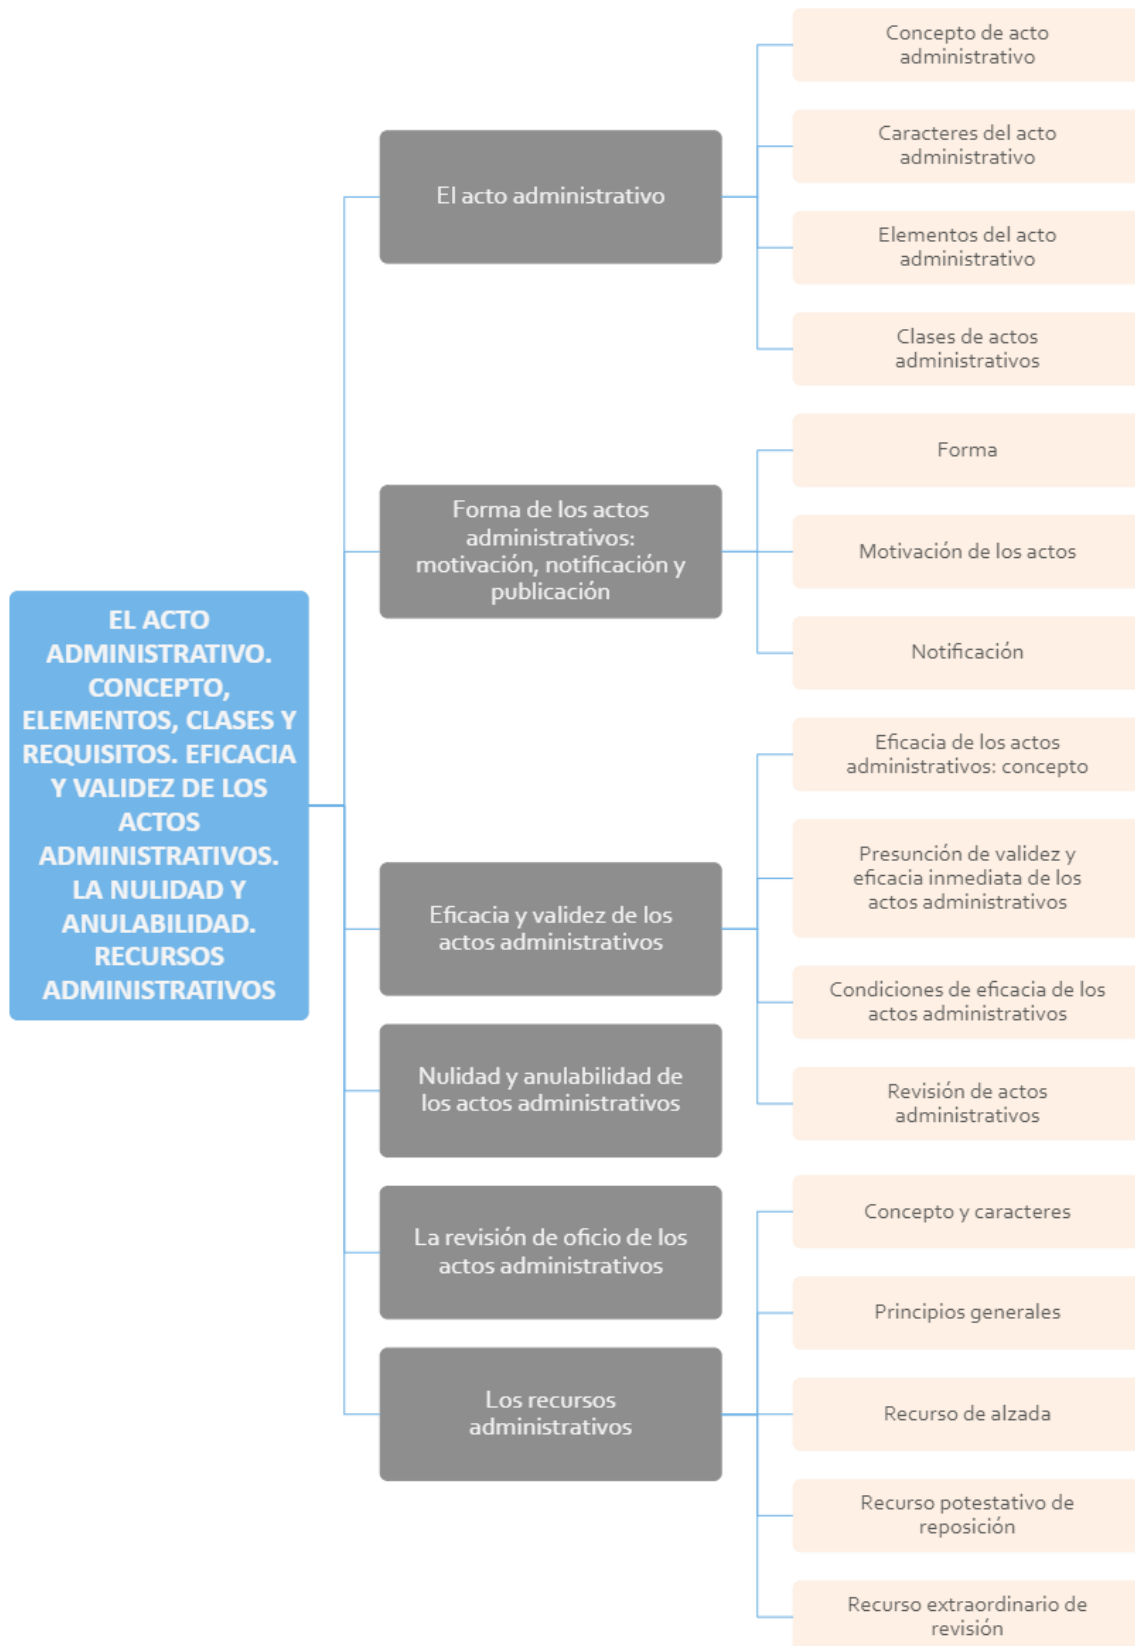 EL ACTO
ADMINISTRATIVO.
CONCEPTO,
ELEMENTOS, CLASES Y
REQUISITOS. EFICACIA
Y VALIDEZ DE LOS
ACTOS
ADMINISTRATIVOS.
LA NULIDAD Y
ANULABILIDAD.
RECURSOS
ADMINISTRATIVOS
El acto administrativo
Concepto de acto
administrativo
Caracteres del acto
administrativo
Elementos del acto
administrativo
Clases de actos
administrativos
Forma de los actos
administrativos:
motivación, notificación y
publicación
Forma
Motivación de los actos
Notificación
Eficacia y validez de los
actos administrativos
Eficacia de los actos
administrativos: concepto
Presunción de validez y
eficacia inmediata de los
actos administrativos
Condiciones de eficacia de los
actos administrativos
Revisión de actos
administrativos
Nulidad y anulabilidad de
los actos administrativos
La revisión de oficio de los
actos administrativos
Los recursos
administrativos
Concepto y caracteres
Principios generales
Recurso de alzada
Recurso potestativo de
reposición
Recurso extraordinario de
revisión